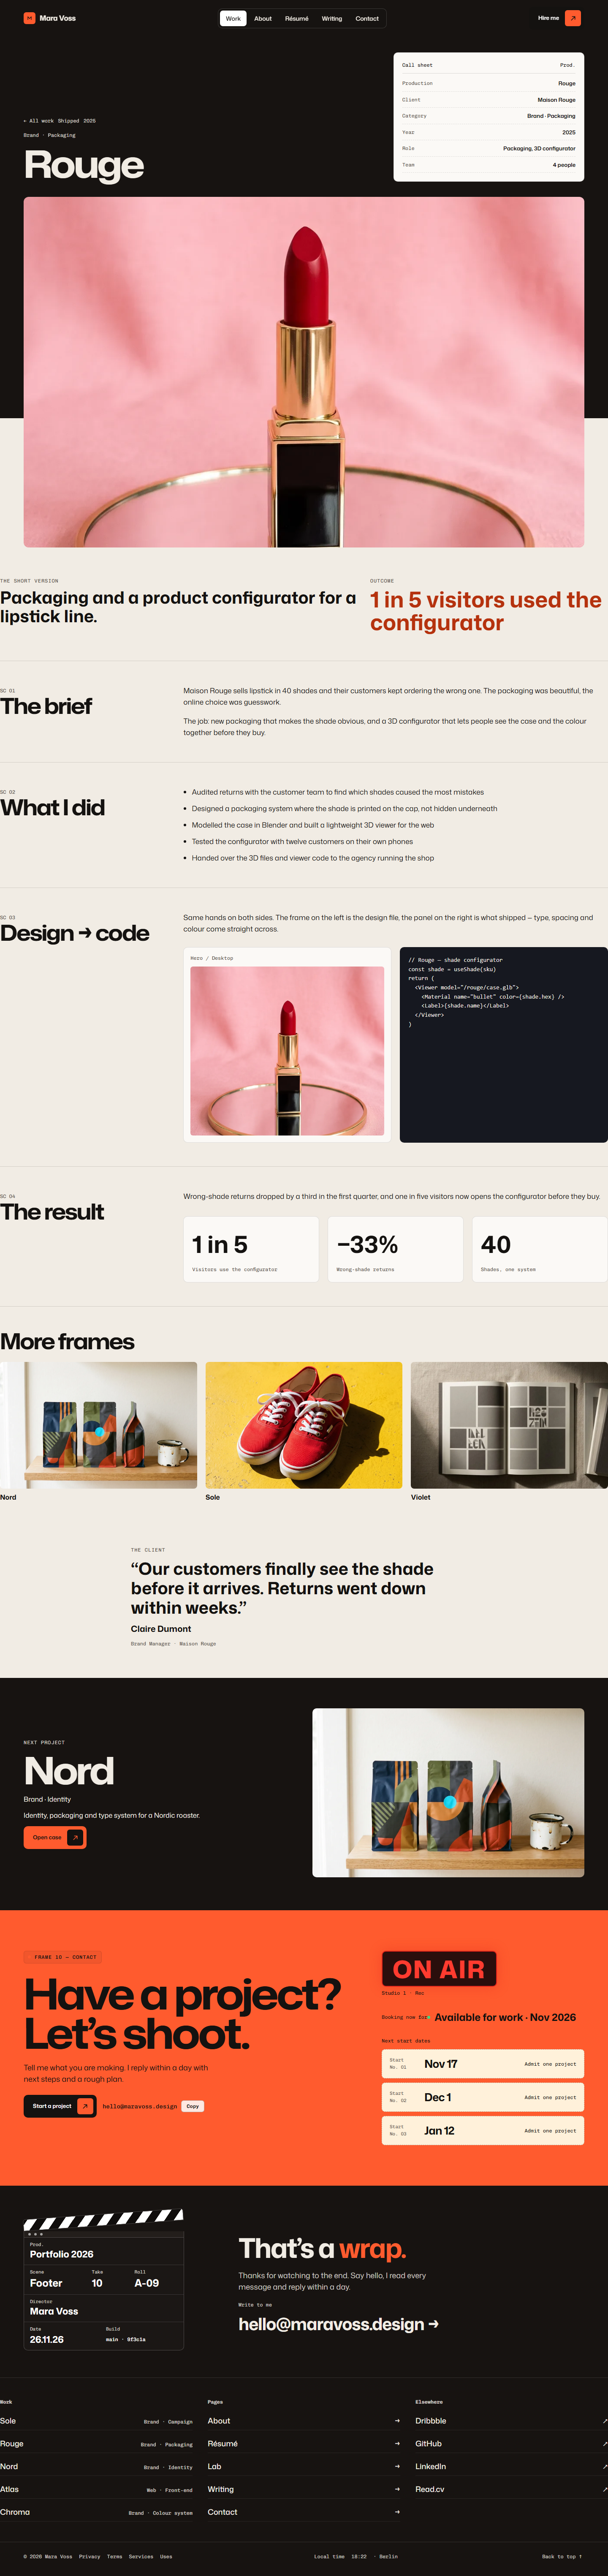 M Mara Voss
Work About Résumé Writing Contact
Hire me ↗
Call sheet Prod.
Production Rouge
Client Maison Rouge
Category Brand · Packaging
Year 2025
Role Packaging, 3D configurator
Team 4 people
← All work Shipped 2025
Brand · Packaging
Rouge
THE SHORT VERSION
Packaging and a product configurator for a
lipstick line.
OUTCOME
1 in 5 visitors used the
configurator
SC 01
The brief
Maison Rouge sells lipstick in 40 shades and their customers kept ordering the wrong one. The packaging was beautiful, the
online choice was guesswork.
The job: new packaging that makes the shade obvious, and a 3D configurator that lets people see the case and the colour
together before they buy.
SC 02
What I did
• Audited returns with the customer team to find which shades caused the most mistakes
• Designed a packaging system where the shade is printed on the cap, not hidden underneath
• Modelled the case in Blender and built a lightweight 3D viewer for the web
• Tested the configurator with twelve customers on their own phones
• Handed over the 3D files and viewer code to the agency running the shop
SC 03
Design → code
Same hands on both sides. The frame on the left is the design file, the panel on the right is what shipped — type, spacing and
colour come straight across.
Hero / Desktop
// Rouge — shade configurator
const shade = useShade(sku)
return (
<Viewer model="/rouge/case.glb">
<Material name="bullet" color={shade.hex} />
<Label>{shade.name}</Label>
</Viewer>
)
SC 04
The result
Wrong-shade returns dropped by a third in the first quarter, and one in five visitors now opens the configurator before they buy.
1 in 5
Visitors use the configurator
−33%
Wrong-shade returns
40
Shades, one system
More frames
Nord
Sole
Violet
THE CLIENT
“Our customers finally see the shade
before it arrives. Returns went down
within weeks.”
Claire Dumont
Brand Manager · Maison Rouge
NEXT PROJECT
Nord
Brand · Identity
Identity, packaging and type system for a Nordic roaster.
Open case ↗
FRAME 10 — CONTACT
Have a project?
Let’s shoot.
Tell me what you are making. I reply within a day with
next steps and a rough plan.
Start a project ↗ hello@maravoss.design Copy
ON AIR
Studio 1 · Rec
Booking now for Available for work · Nov 2026
Next start dates
Start
No. 01
Nov 17
Admit one project
Start
No. 02
Dec 1
Admit one project
Start
No. 03
Jan 12
Admit one project
Prod.
Portfolio 2026
Scene Take Roll
Footer 10 A-09
Director
Mara Voss
Date Build
26.11.26 main · 9f3c1a
That’s a wrap.
Thanks for watching to the end. Say hello, I read every
message and reply within a day.
Write to me
hello@maravoss.design →
Work
Sole Brand · Campaign
Rouge Brand · Packaging
Nord Brand · Identity
Atlas Web · Front-end
Chroma Brand · Colour system
Pages
About →
Résumé →
Lab →
Writing →
Contact →
Elsewhere
Dribbble ↗
GitHub ↗
LinkedIn ↗
Read.cv ↗
© 2026 Mara Voss Privacy Terms Services Uses
Local time 18:22 · Berlin
Back to top ↑